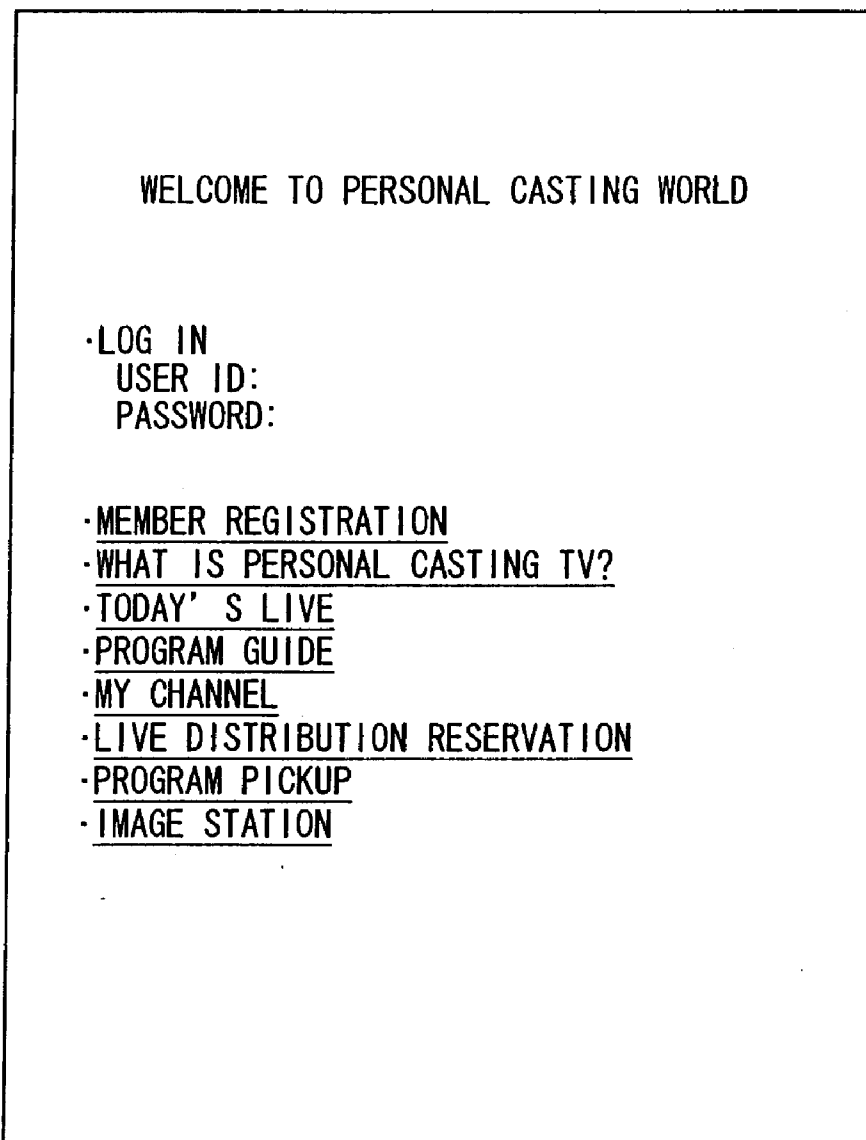 WELCOME TO PERSONAL CASTING WORLD
·LOG IN
USER ID:
PASSWORD:
·MEMBER REGISTRATION
·WHAT IS PERSONAL CASTING TV?
·TODAY' S LIVE
·PROGRAM GUIDE
·MY CHANNEL
·LIVE DISTRIBUTION RESERVATION
·PROGRAM PICKUP
·IMAGE STATION